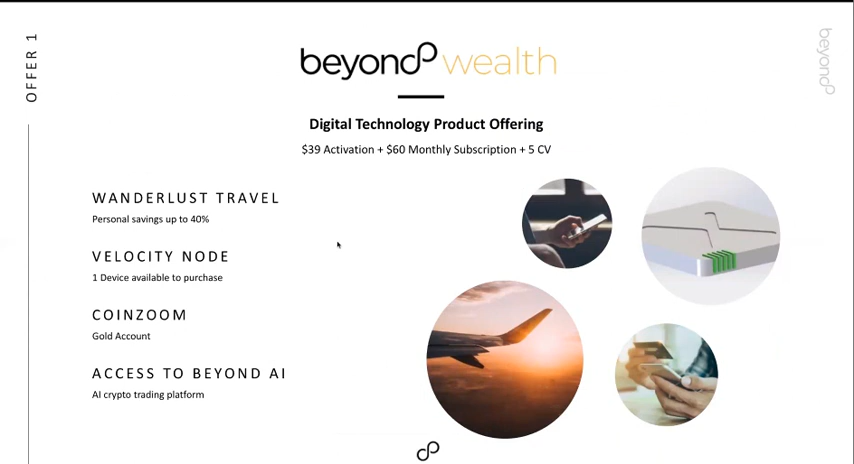 OFFER 1
beyond
beyond wealth
Digital Technology Product Offering
$39 Activation + $60 Monthly Subscription + 5 CV
WANDERLUST TRAVEL
Personal savings up to 40%
VELOCITY NODE
1 Device available to purchase
COINZOOM
Gold Account
ACCESS TO BEYOND AI
AI crypto trading platform